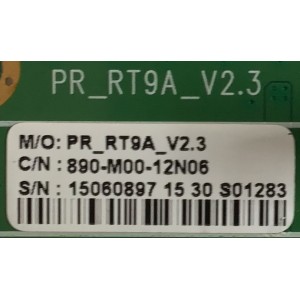 PR_RT9A_V2.3
M/O: PR_RT9A_V2.3
C/N : 890-M00-12N06
S/N : 15060897 15 30 S01283